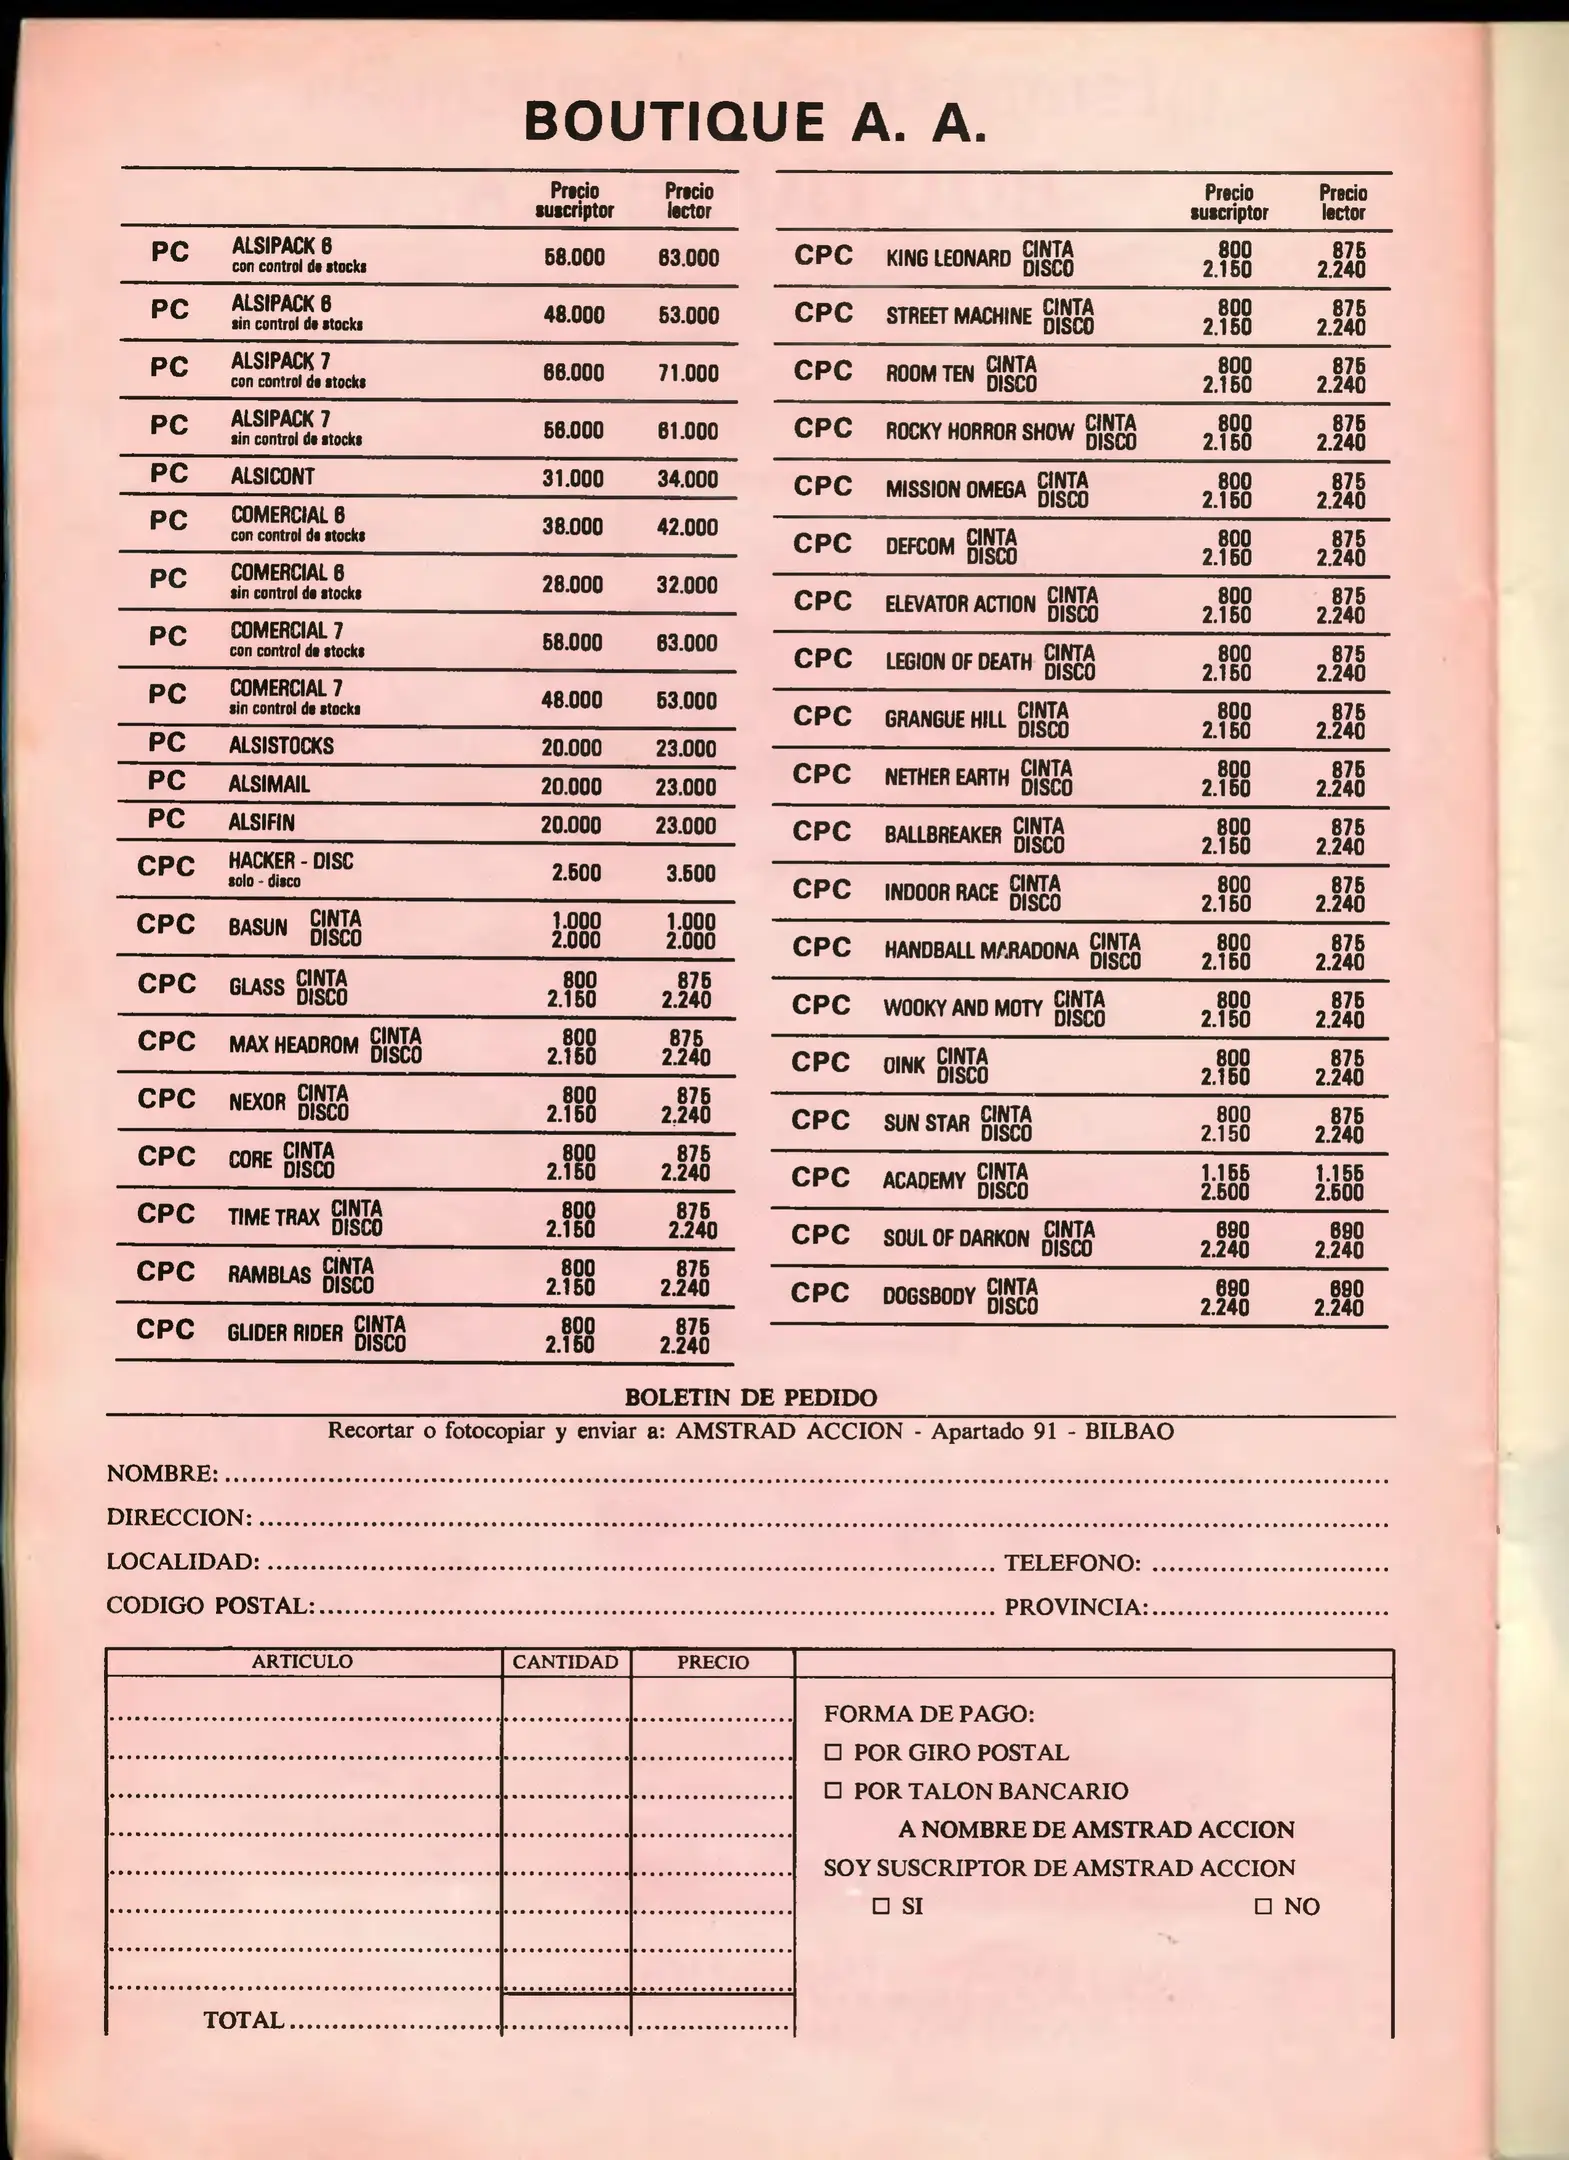 BOUTIQUE A. A.
Precio suscriptor Precio lector
PC ALSIPACK 6 58.000 63.000
con control de stocks
PC ALSIPACK 6 48.000 53.000
sin control de stocks
PC ALSIPACK 7 66.000 71.000
con control de stocks
PC ALSIPACK 7 56.000 61.000
sin control de stocks
PC ALSICONT 31.000 34.000
PC COMERCIAL 6 38.000 42.000
con control de stocks
PC COMERCIAL 6 28.000 32.000
sin control de stocks
PC COMERCIAL 7 58.000 63.000
con control de stocks
PC COMERCIAL 7 48.000 53.000
sin control de stocks
PC ALSISTOCKS 20.000 23.000
PC ALSIMAIL 20.000 23.000
PC ALSIFIN 20.000 23.000
CPC HACKER - DISC 2.500 3.500
solo - disco
CPC BASUN CINTA 1.000 1.000
DISCO 2.000 2.000
CPC GLASS CINTA 800 875
DISCO 2.150 2.240
CPC MAX HEADROM CINTA 800 875
DISCO 2.150 2.240
CPC NEXOR CINTA 800 875
DISCO 2.150 2.240
CPC CORE CINTA 800 875
DISCO 2.150 2.240
CPC TIME TRAX CINTA 800 875
DISCO 2.150 2.240
CPC RAMBLAS CINTA 800 875
DISCO 2.150 2.240
CPC GLIDER RIDER CINTA 800 875
DISCO 2.150 2.240
Precio suscriptor Precio lector
CPC KING LEONARD CINTA 800 875
DISCO 2.150 2.240
CPC STREET MACHINE CINTA 800 875
DISCO 2.150 2.240
CPC ROOM TEN CINTA 800 875
DISCO 2.150 2.240
CPC ROCKY HORROR SHOW CINTA 800 875
DISCO 2.150 2.240
CPC MISSION OMEGA CINTA 800 875
DISCO 2.150 2.240
CPC DEFCOM CINTA 800 875
DISCO 2.150 2.240
CPC ELEVATOR ACTION CINTA 800 875
DISCO 2.150 2.240
CPC LEGION OF DEATH CINTA 800 875
DISCO 2.150 2.240
CPC GRANGUE HILL CINTA 800 875
DISCO 2.150 2.240
CPC NETHER EARTH CINTA 800 875
DISCO 2.150 2.240
CPC BALLBREAKER CINTA 800 875
DISCO 2.150 2.240
CPC INDOOR RACE CINTA 800 875
DISCO 2.150 2.240
CPC HANDBALL MARADONA CINTA 800 875
DISCO 2.150 2.240
CPC WOOKY AND MOTY CINTA 800 875
DISCO 2.150 2.240
CPC OINK CINTA 800 875
DISCO 2.150 2.240
CPC SUN STAR CINTA 800 875
DISCO 2.150 2.240
CPC ACADEMY CINTA 1.155 1.155
DISCO 2.500 2.500
CPC SOUL OF DARKON CINTA 690 690
DISCO 2.240 2.240
CPC DOGSBODY CINTA 690 690
DISCO 2.240 2.240
BOLETIN DE PEDIDO
Recortar o fotocopiar y enviar a: AMSTRAD ACCION - Apartado 91 - BILBAO
NOMBRE:
DIRECCION:
LOCALIDAD: TELEFONO:
CODIGO POSTAL: PROVINCIA:
ARTICULO CANTIDAD PRECIO
TOTAL
FORMA DE PAGO:
□ POR GIRO POSTAL
□ POR TALON BANCARIO
A NOMBRE DE AMSTRAD ACCION
SOY SUSCRIPTOR DE AMSTRAD ACCION
□ SI □ NO